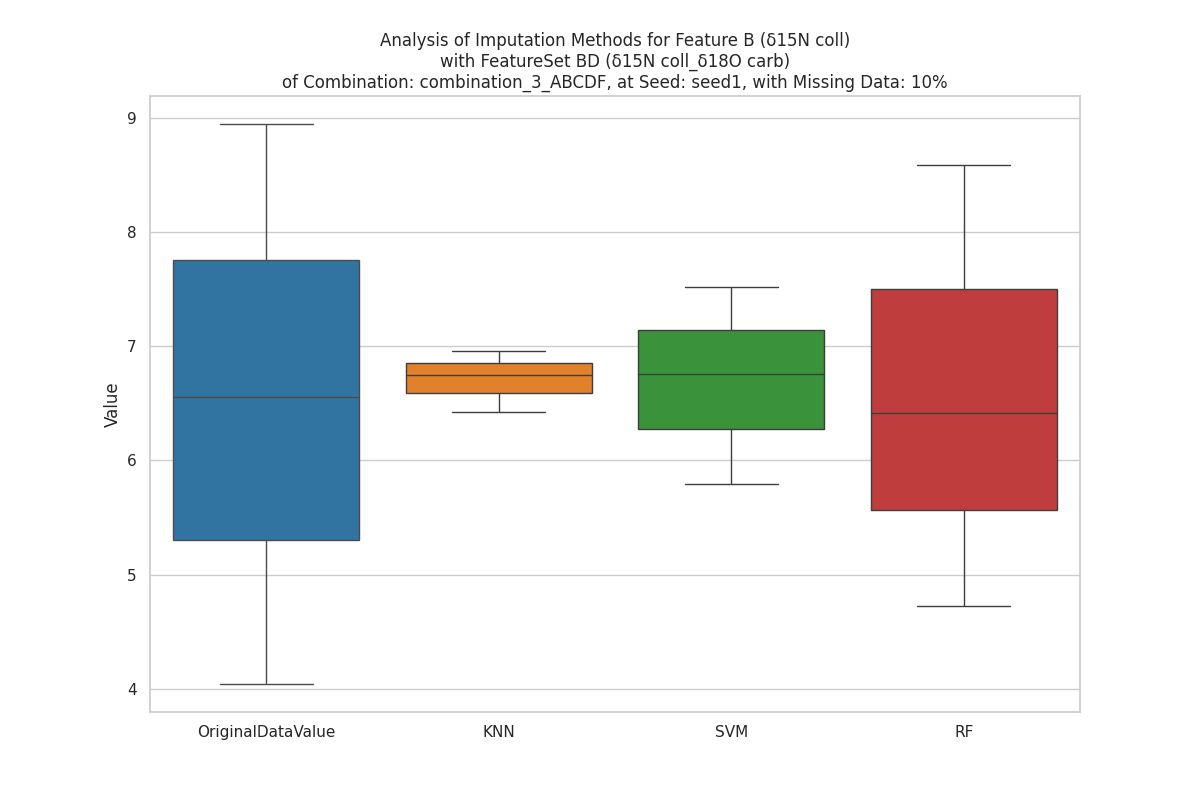 Analysis of Imputation Methods for Feature B (δ15N coll)
with FeatureSet BD (δ15N coll_δ18O carb)
of Combination: combination_3_ABCDF, at Seed: seed1, with Missing Data: 10%
9
8
7
6
5
4
Value
OriginalDataValue
KNN
SVM
RF